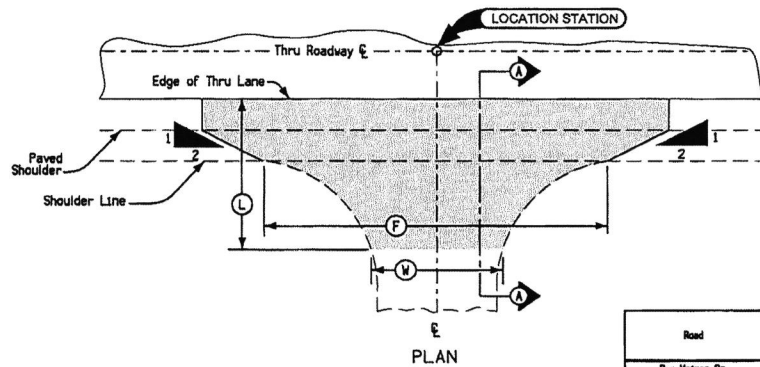 LOCATION STATION
Thru Roadway ℄
A
Edge of Thru Lane
1
2
1
2
Paved
Shoulder
Shoulder Line
L
F
W
A
℄
PLAN
Road